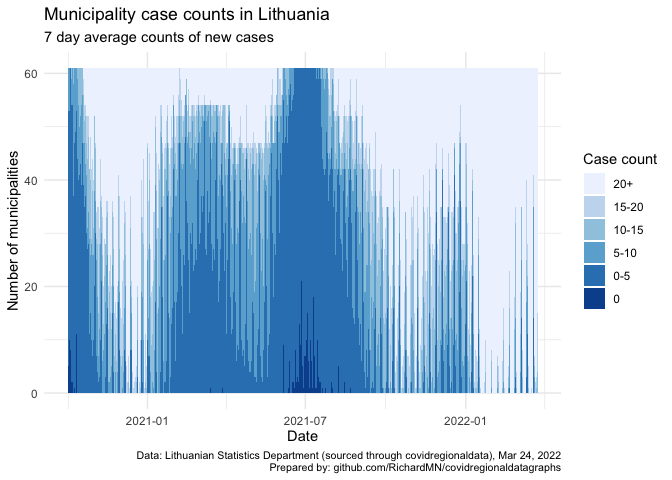 Municipality case counts in Lithuania
7 day average counts of new cases
Number of municipalities
60
40
20
0
2021-01
2021-07
2022-01
Date
Case count
20+
15-20
10-15
5-10
0-5
0
Data: Lithuanian Statistics Department (sourced through covidregionaldata), Mar 24, 2022
Prepared by: github.com/RichardMN/covidregionaldatagraphs